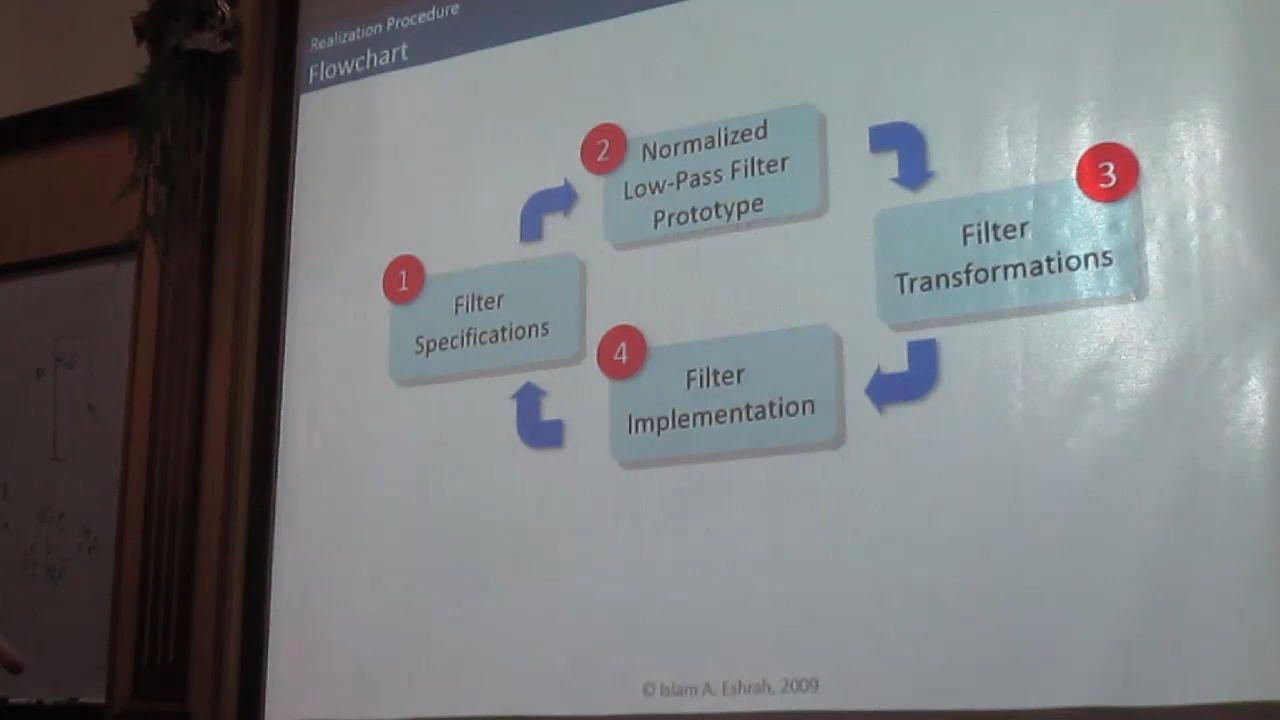 Realization Procedure
Flowchart
2
Normalized
Low-Pass Filter
Prototype
3
Filter
Transformations
1
Filter
Specifications
4
Filter
Implementation
© Islam A. Eshrah, 2009